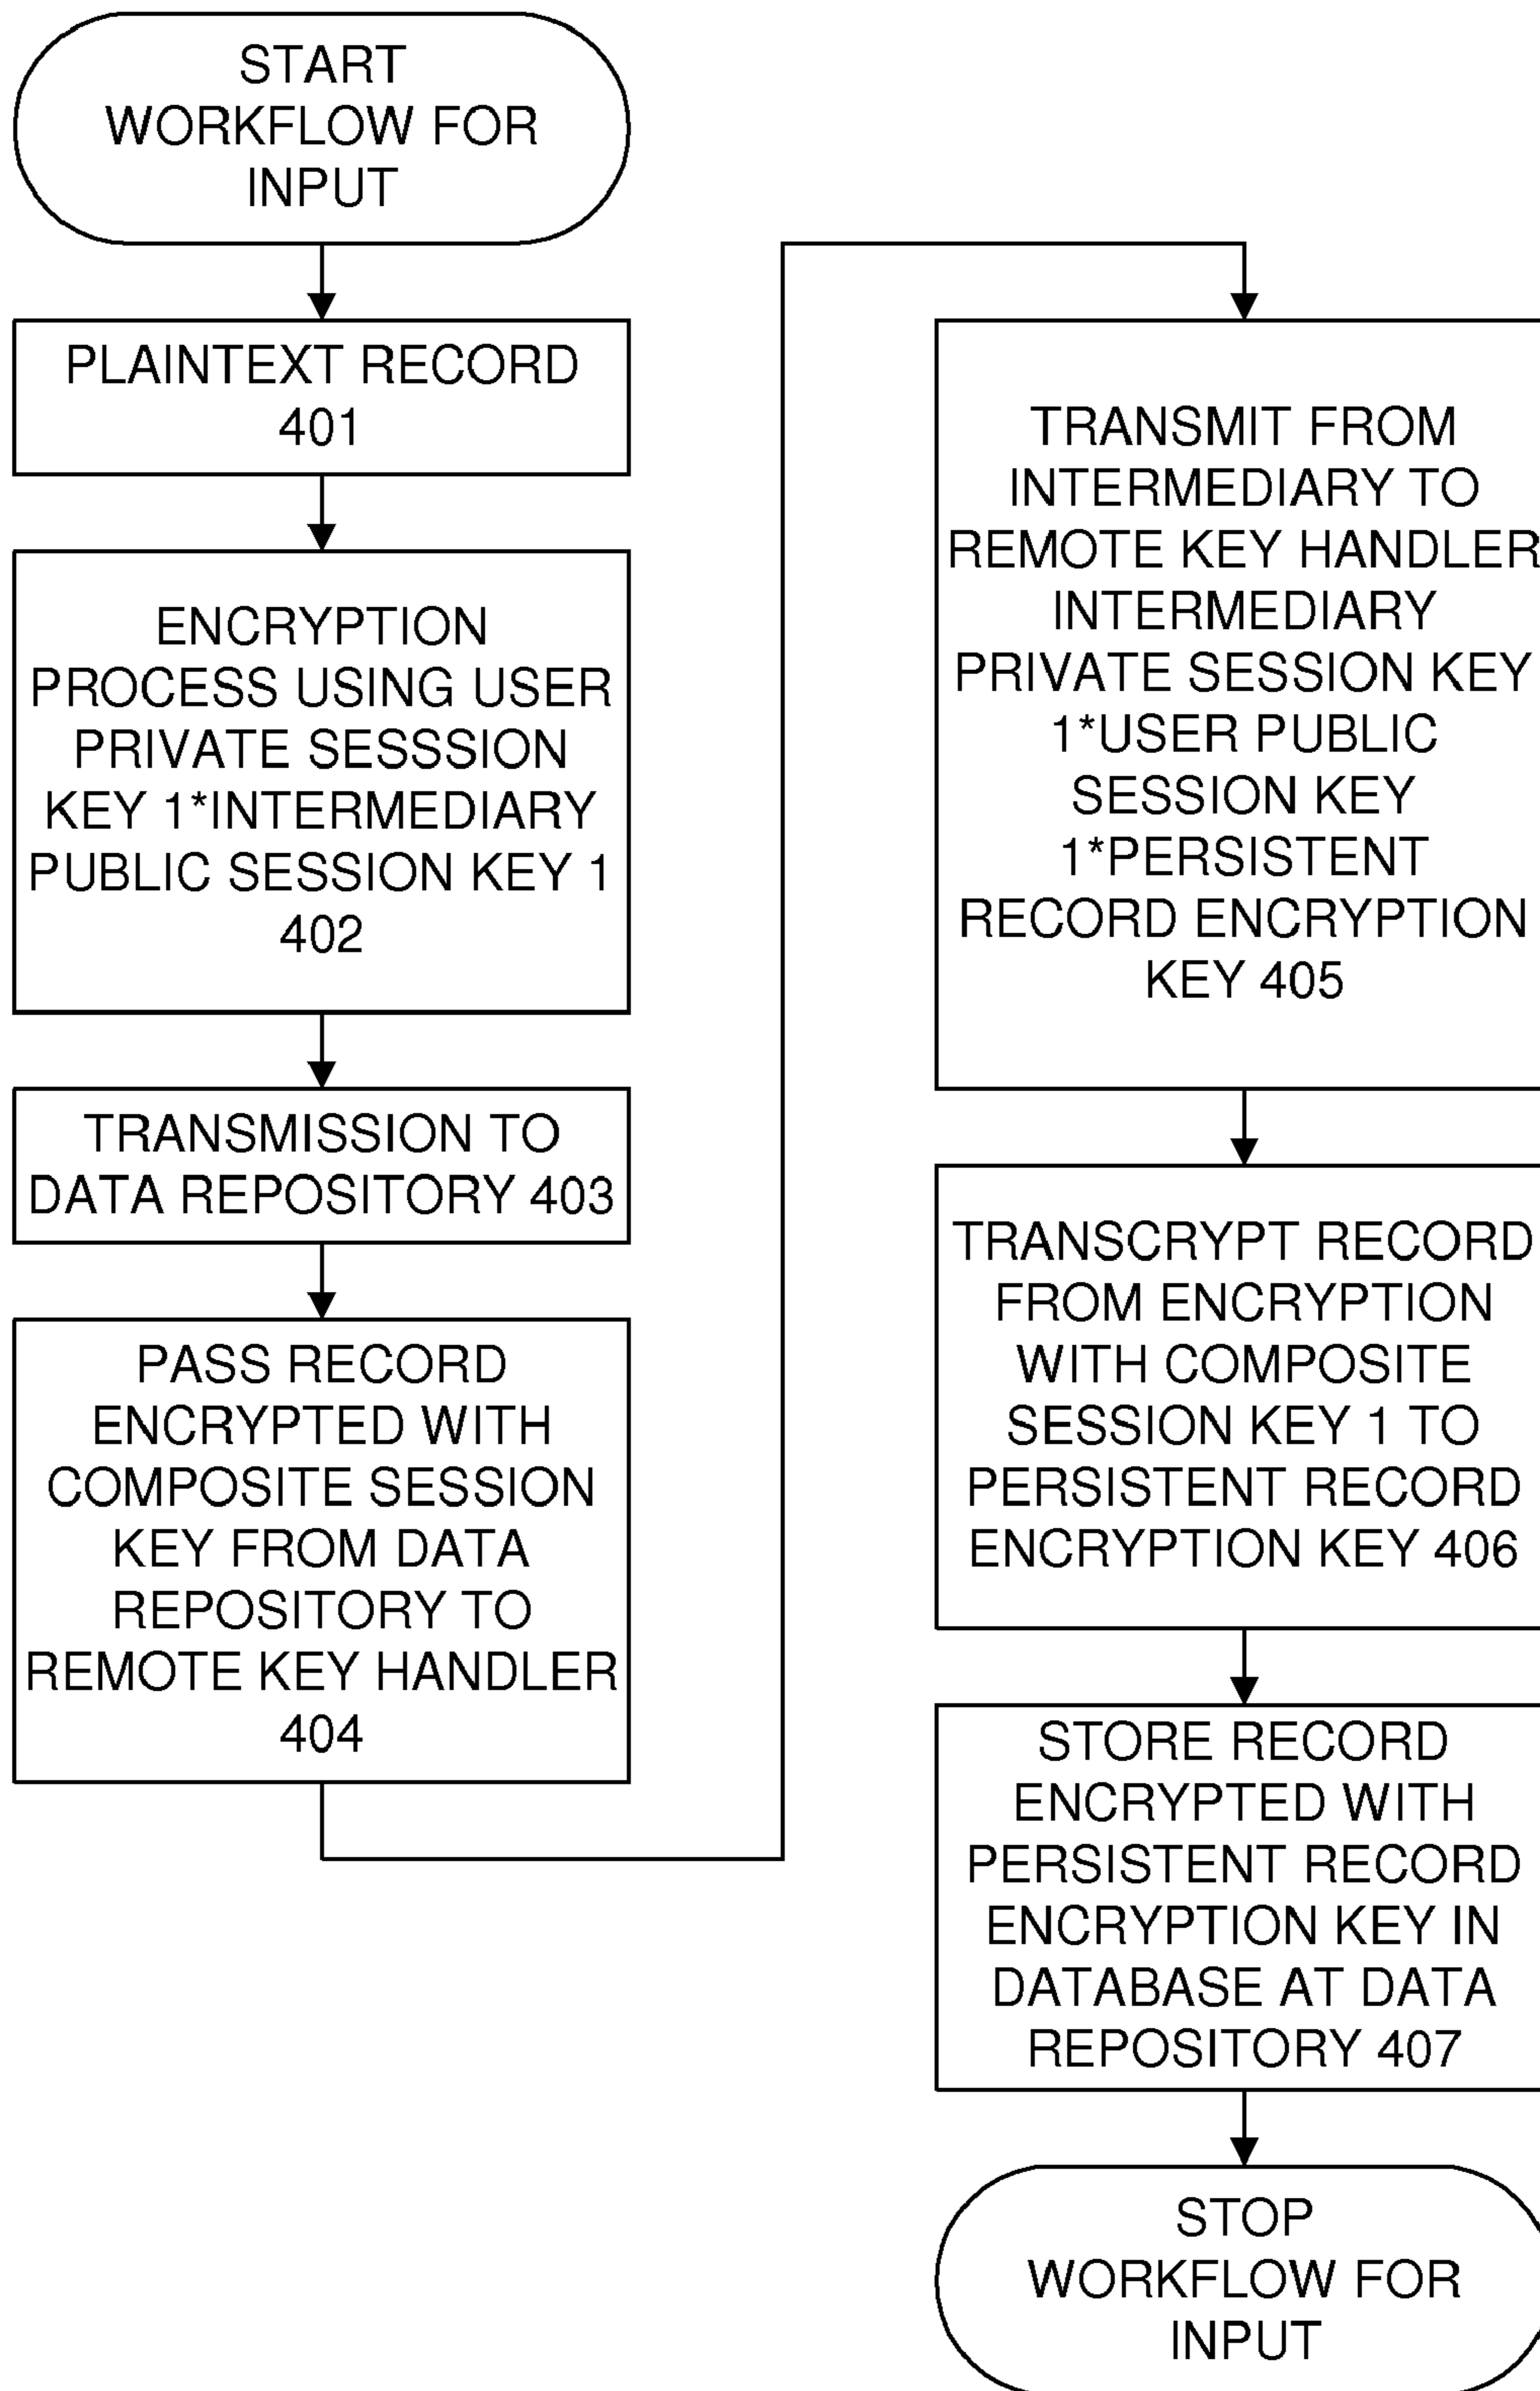 START
WORKFLOW FOR
INPUT
PLAINTEXT RECORD
401
ENCRYPTION
PROCESS USING USER
PRIVATE SESSSION
KEY 1*INTERMEDIARY
PUBLIC SESSION KEY 1
402
TRANSMISSION TO
DATA REPOSITORY 403
PASS RECORD
ENCRYPTED WITH
COMPOSITE SESSION
KEY FROM DATA
REPOSITORY TO
REMOTE KEY HANDLER
404
TRANSMIT FROM
INTERMEDIARY TO
REMOTE KEY HANDLER
INTERMEDIARY
PRIVATE SESSION KEY
1*USER PUBLIC
SESSION KEY
1*PERSISTENT
RECORD ENCRYPTION
KEY 405
TRANSCRYPT RECORD
FROM ENCRYPTION
WITH COMPOSITE
SESSION KEY 1 TO
PERSISTENT RECORD
ENCRYPTION KEY 406
STORE RECORD
ENCRYPTED WITH
PERSISTENT RECORD
ENCRYPTION KEY IN
DATABASE AT DATA
REPOSITORY 407
STOP
WORKFLOW FOR
INPUT